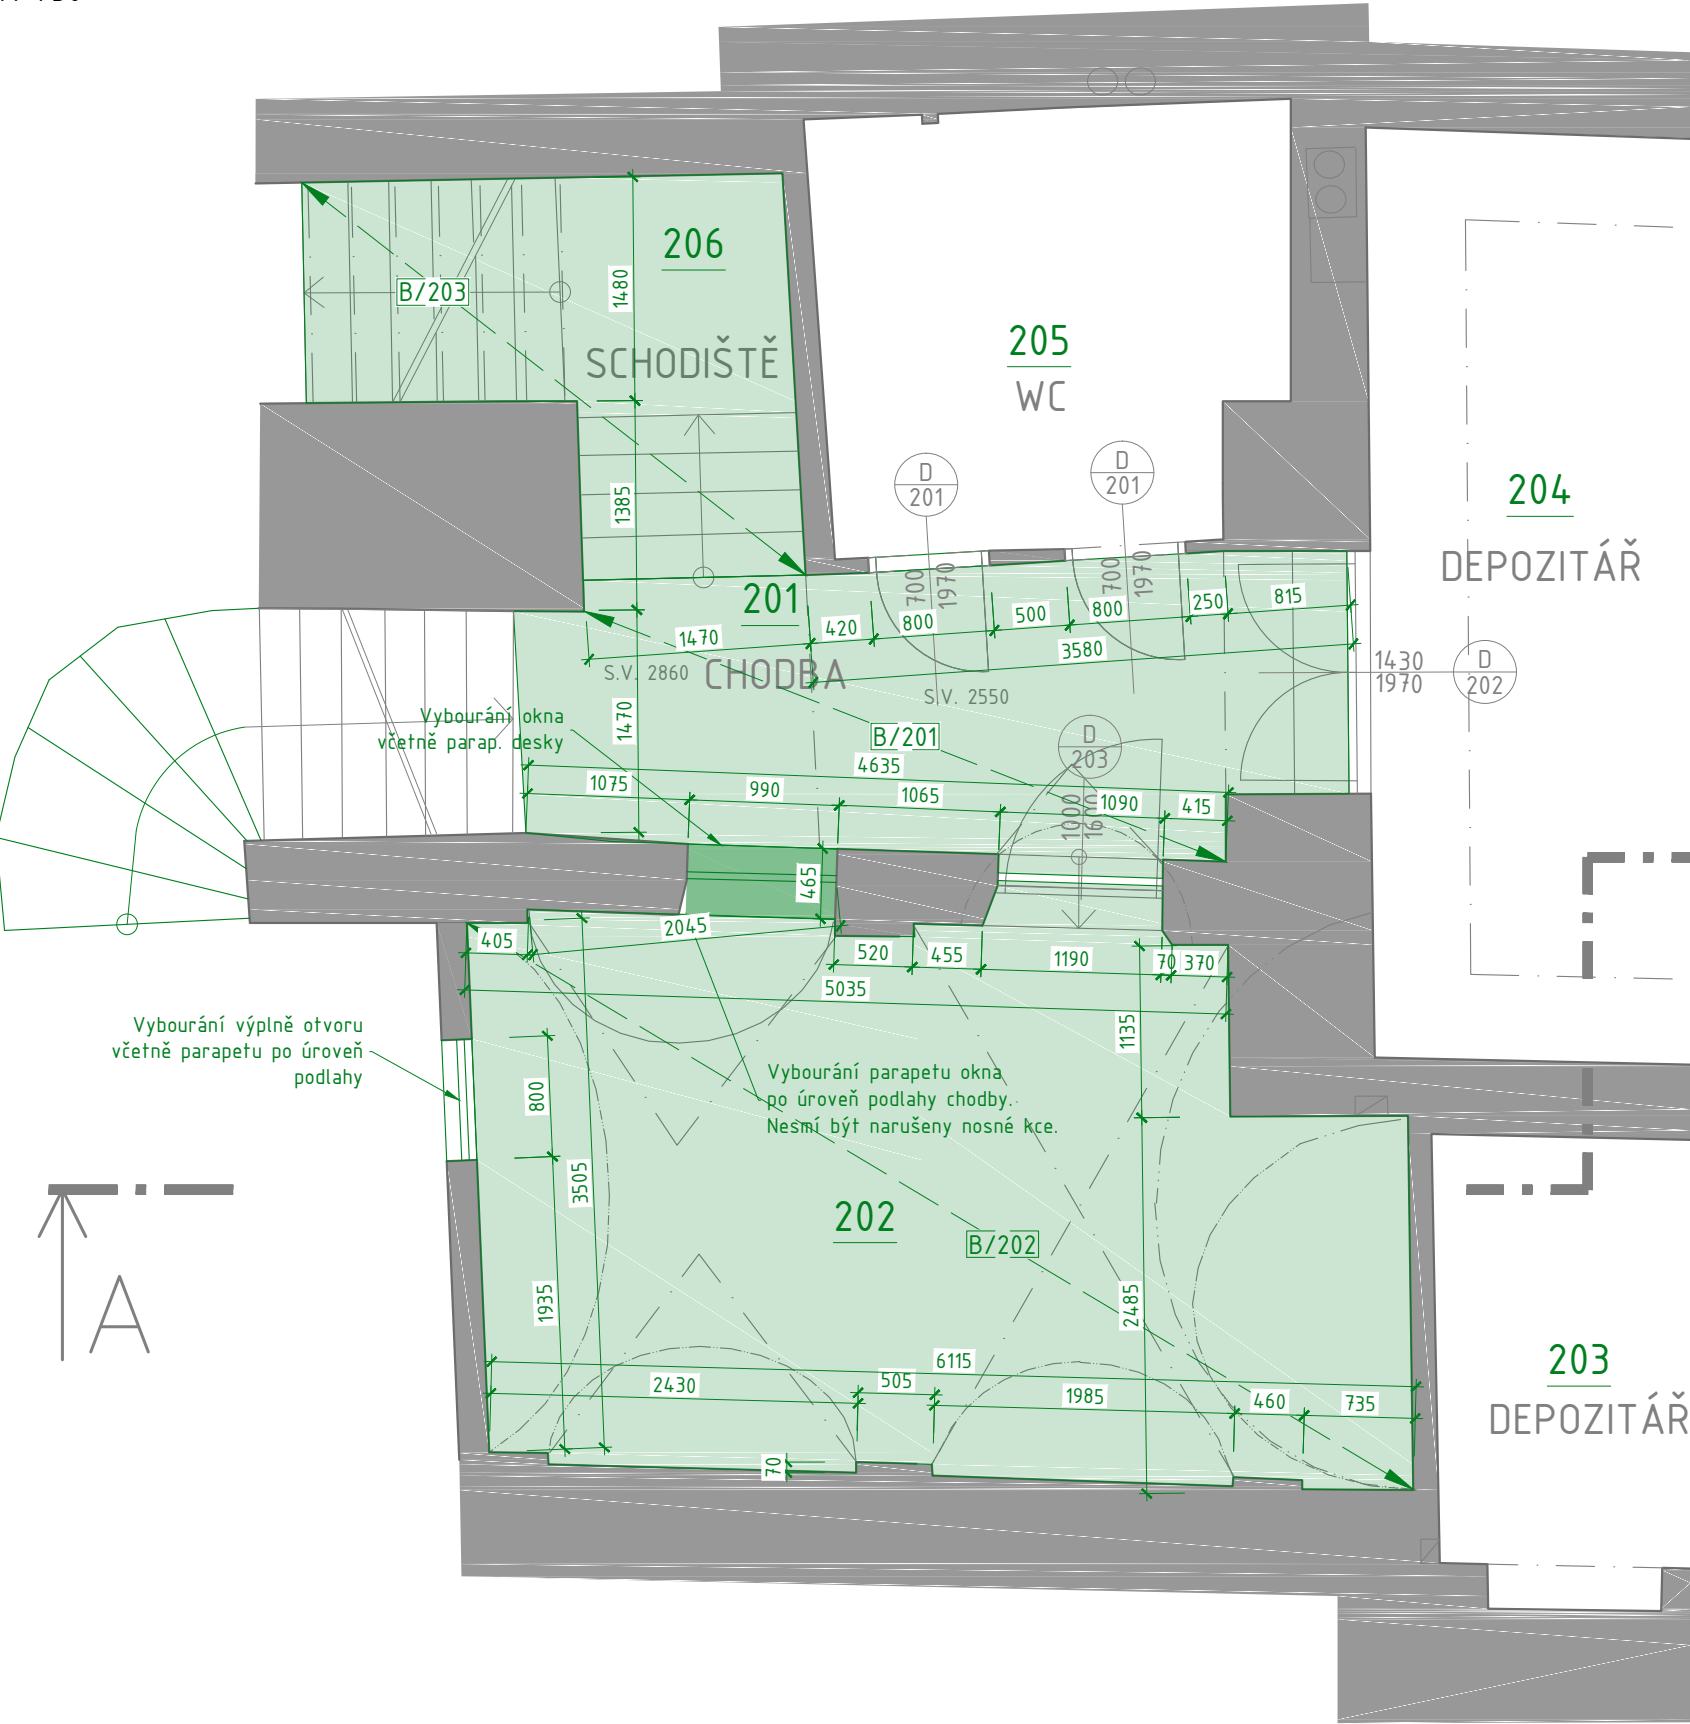 206
B/203
1480
SCHODIŠTĚ
205
WC
D
201
D
201
204
DEPOZITÁŘ
1385
700
1970
700
1970
201
1470
420
800
500
800
250
815
3580
S.V. 2860
CHODBA
S.V. 2550
1430
1970
D
202
Vybourání okna
včetně parap. desky
1470
B/201
D
203
4635
1075
990
1065
1090
415
1000
1600
465
405
2045
520
455
1190
70
370
5035
Vybourání výplně otvoru
včetně parapetu po úroveň
podlahy
1135
Vybourání parapetu okna
po úroveň podlahy chodby.
Nesmí být narušeny nosné kce.
800
3505
202
B/202
A
1935
2485
6115
2430
505
1985
460
735
70
203
DEPOZITÁŘ